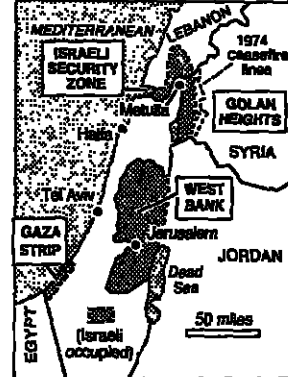 MEDITERRANEAN
LEBANON
ISRAELI
SECURITY
ZONE
1974
ceasefire
lines
Metulla
GOLAN
HEIGHTS
Haifa
SYRIA
Tel Aviv
WEST
BANK
GAZA
STRIP
Jerusalem
JORDAN
Dead
Sea
EGYPT
(Israeli
occupied)
50 miles